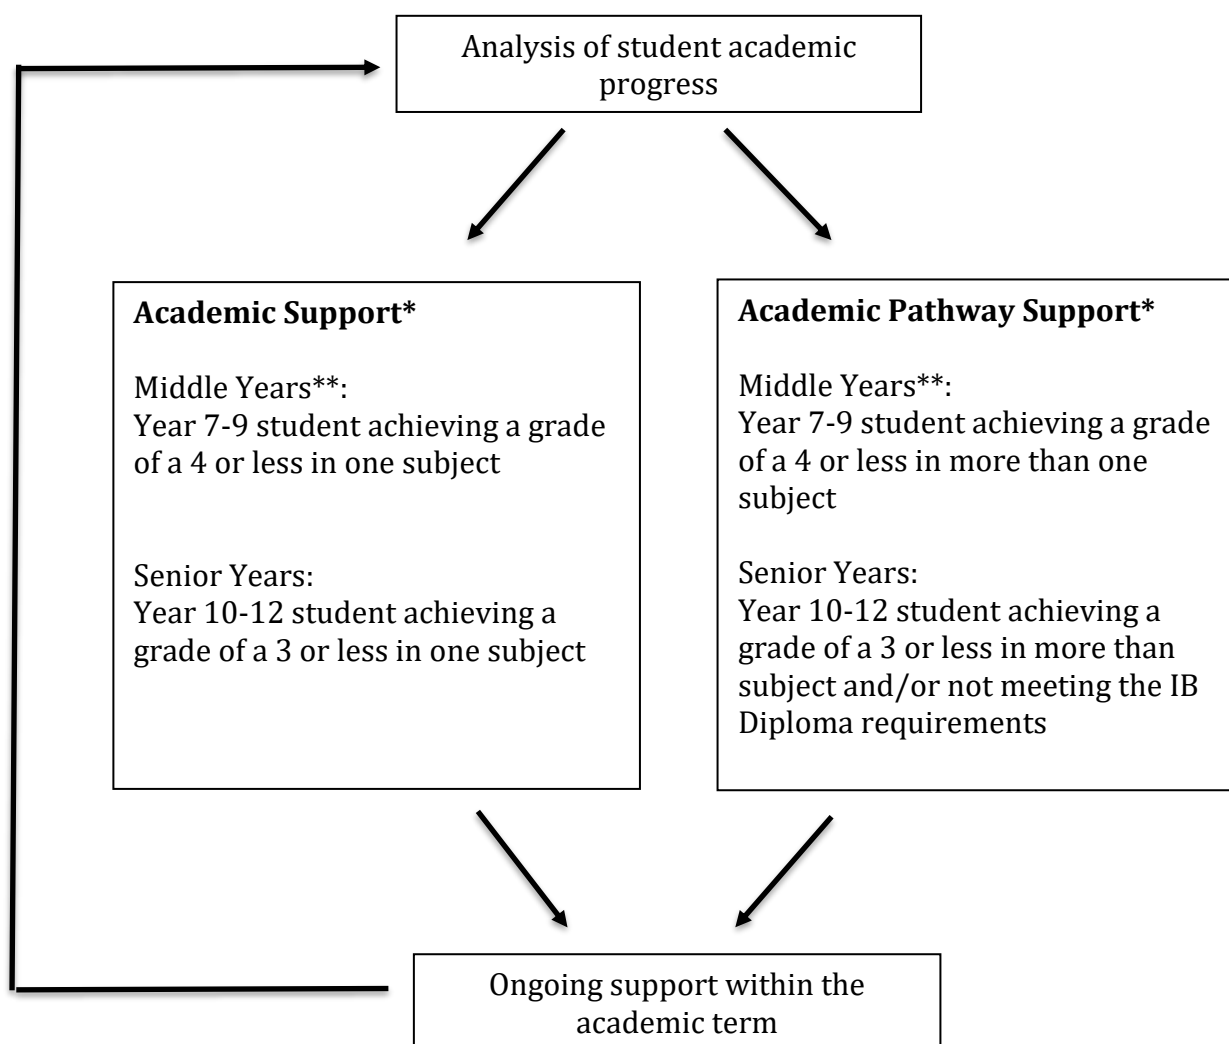 Analysis of student academic
progress
Academic Support*
Middle Years**:
Year 7-9 student achieving a grade
of a 4 or less in one subject
Senior Years:
Year 10-12 student achieving a
grade of a 3 or less in one subject
Academic Pathway Support*
Middle Years**:
Year 7-9 student achieving a grade
of a 4 or less in more than one
subject
Senior Years:
Year 10-12 student achieving a
grade of a 3 or less in more than
subject and/or not meeting the IB
Diploma requirements
Ongoing support within the
academic term